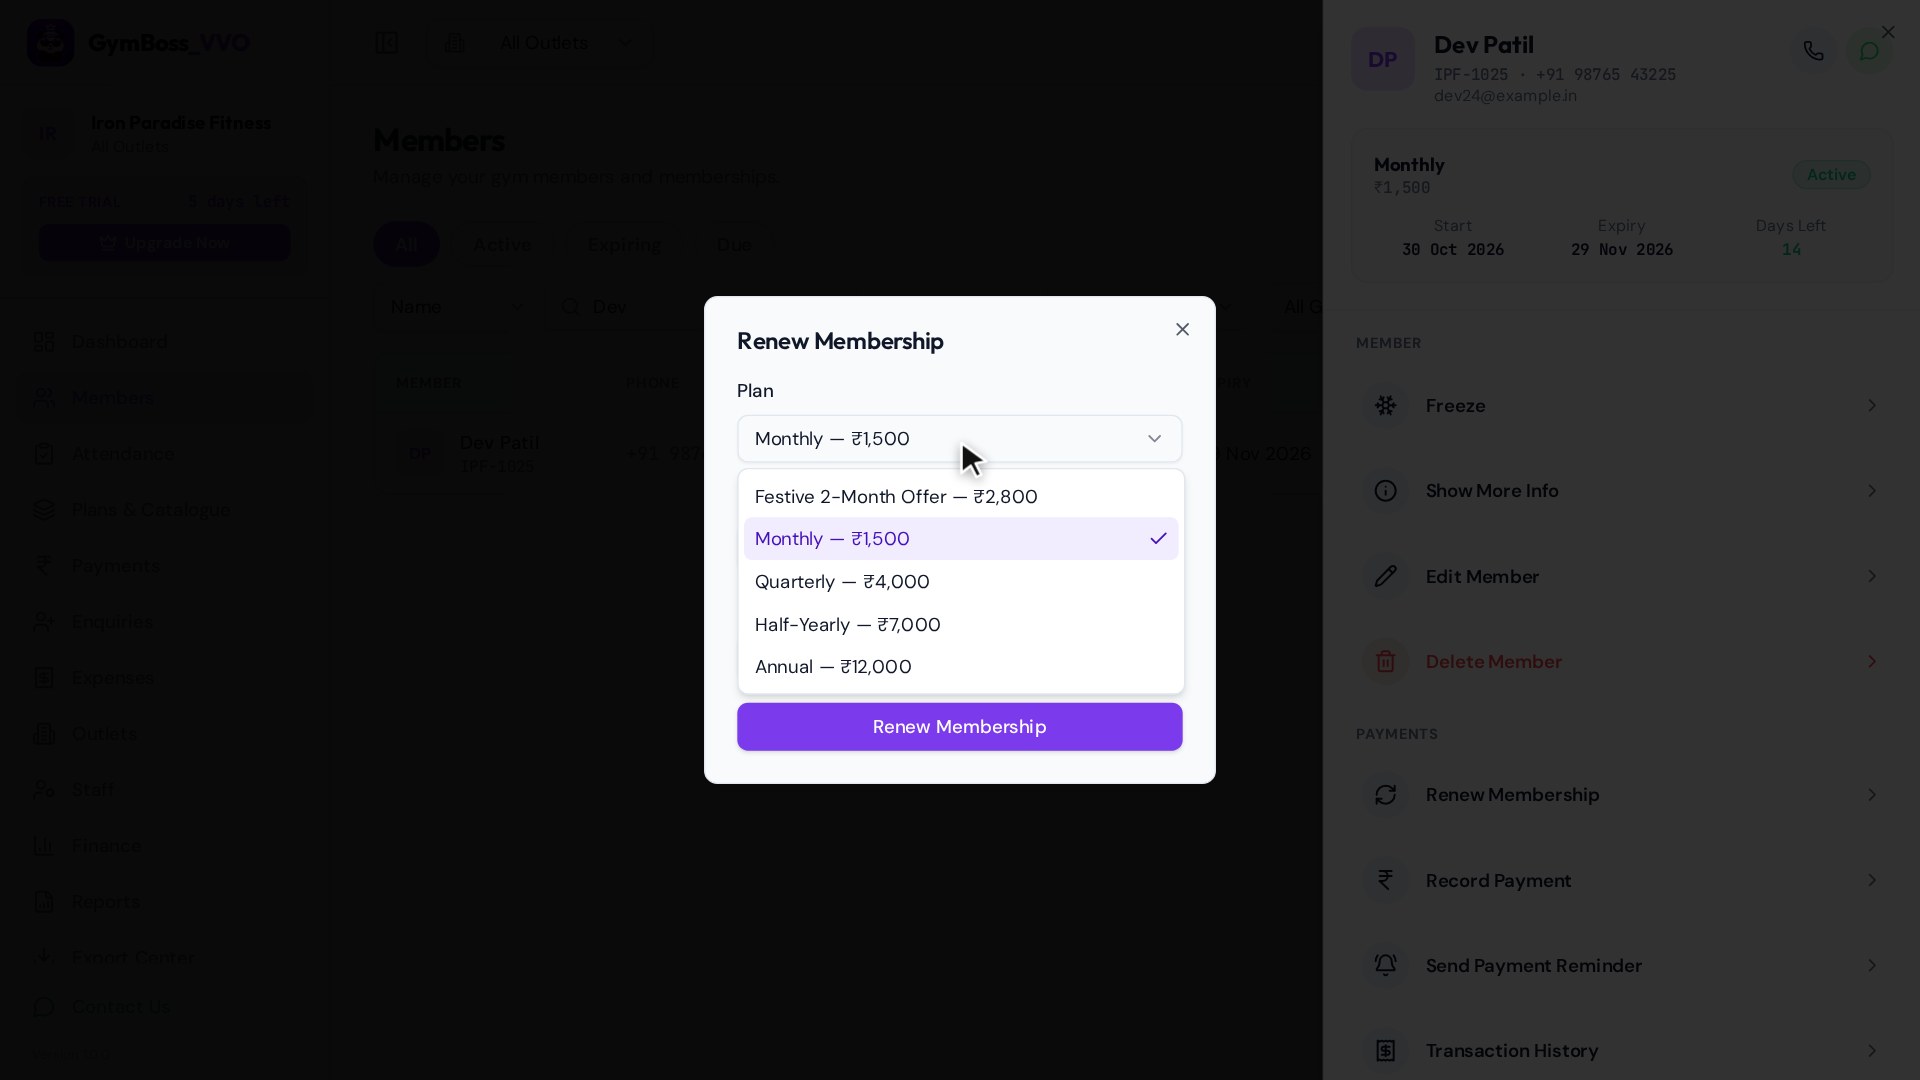 GymBoss_VVO
All Outlets
Iron Paradise Fitness
All Outlets
IR
FREE TRIAL
5 days left
Upgrade Now
Dashboard
Members
Attendance
Plans & Catalogue
Payments
Enquiries
Expenses
Outlets
Staff
Finance
Reports
Export Center
Contact Us
Members
Manage your gym members and memberships.
All
Active
Expiring
Due
Name
Dev
All G
MEMBER
PHONE
DP
Dev Patil
IPF-1025
+91 987
Nov 2026
Renew Membership
Plan
Monthly — ₹1,500
Festive 2-Month Offer — ₹2,800
Monthly — ₹1,500
Quarterly — ₹4,000
Half-Yearly — ₹7,000
Annual — ₹12,000
Renew Membership
DP
Dev Patil
IPF-1025 · +91 98765 43225
dev24@example.in
Monthly
₹1,500
Active
Start
Expiry
Days Left
30 Oct 2026
29 Nov 2026
14
MEMBER
Freeze
Show More Info
Edit Member
Delete Member
PAYMENTS
Renew Membership
Record Payment
Send Payment Reminder
Transaction History